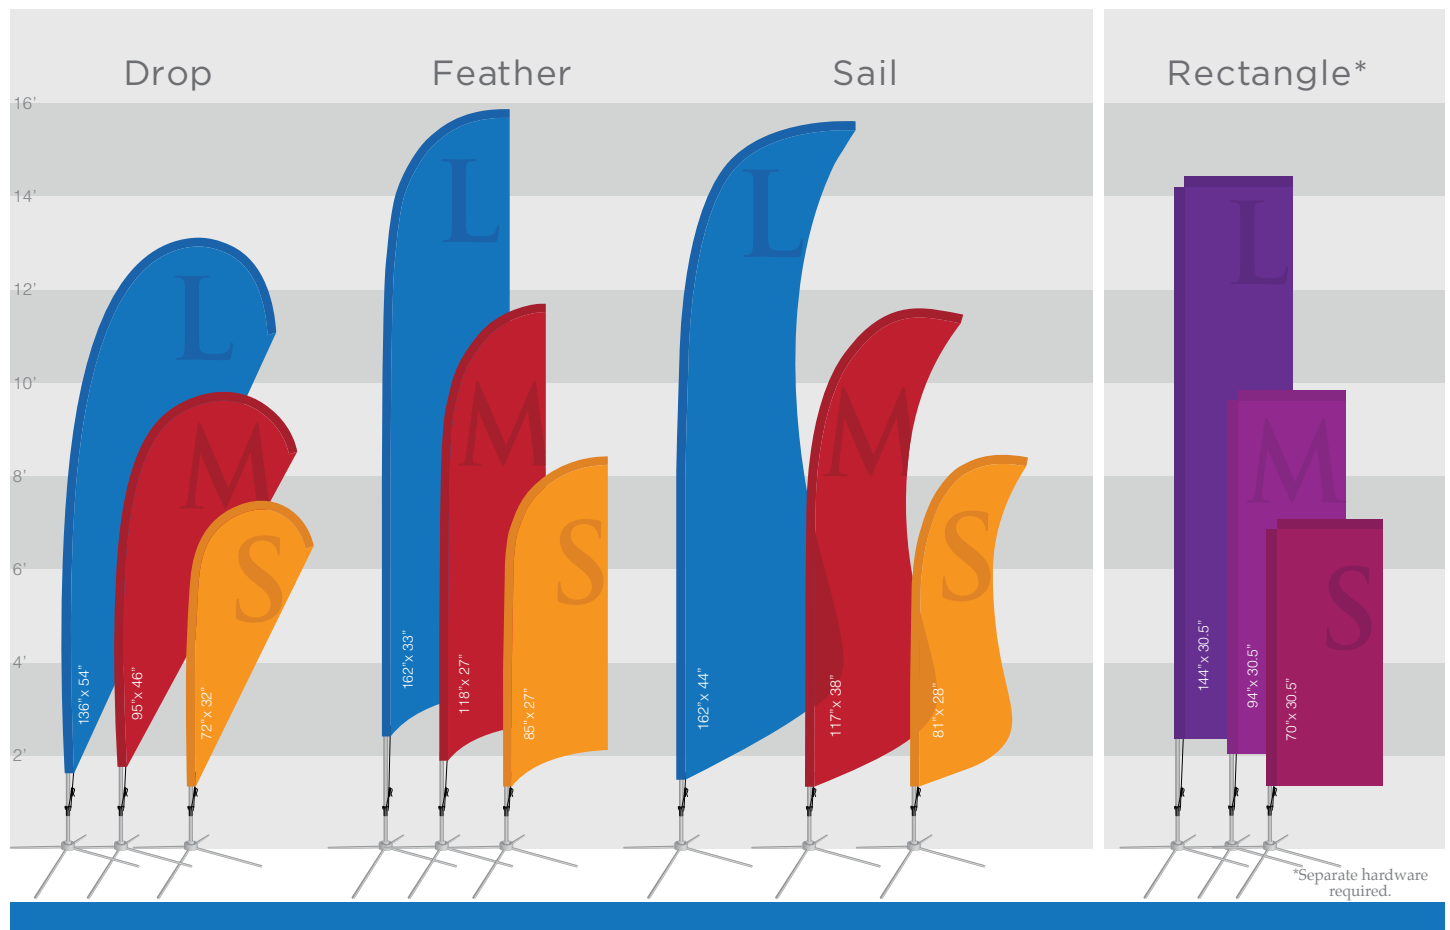 Drop
Feather
Sail
Rectangle*
16’
14’
12’
10’
8’
6’
4’
2’
L
M
S
136”x 54”
95”x 46”
72”x 32”
L
M
S
162”x 33”
118”x 27”
85”x 27”
L
M
S
162”x 44”
117”x 38”
81”x 28”
L
M
S
144”x 30.5”
94”x 30.5”
70”x 30.5”
*Separate hardware
required.